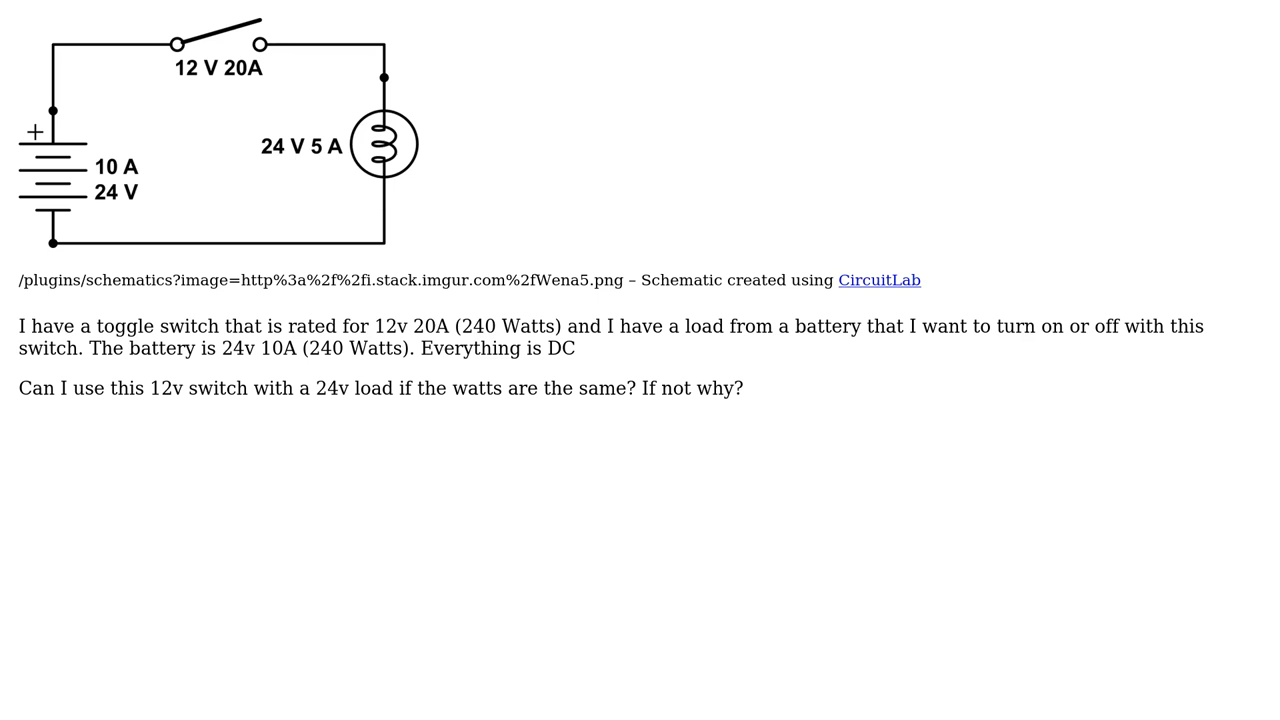 12 V 20A
+
24 V 5 A
10 A
24 V
/plugins/schematics?image=http%3a%2f%2fi.stack.imgur.com%2fWena5.png – Schematic created using CircuitLab
I have a toggle switch that is rated for 12v 20A (240 Watts) and I have a load from a battery that I want to turn on or off with this
switch. The battery is 24v 10A (240 Watts). Everything is DC
Can I use this 12v switch with a 24v load if the watts are the same? If not why?